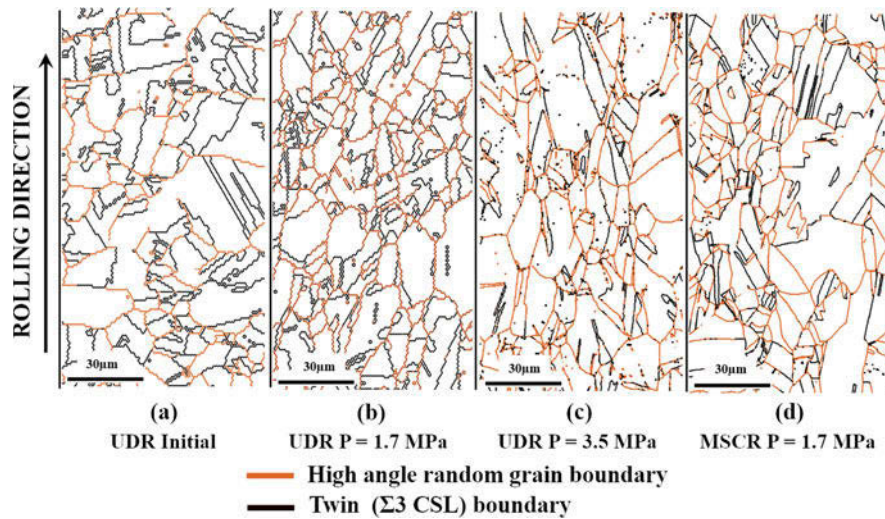 ROLLING DIRECTION
30µm
30µm
30µm
30µm
(a)
(b)
(c)
(d)
UDR Initial
UDR P = 1.7 MPa
UDR P = 3.5 MPa
MSCR P = 1.7 MPa
High angle random grain boundary
Twin (Σ3 CSL) boundary